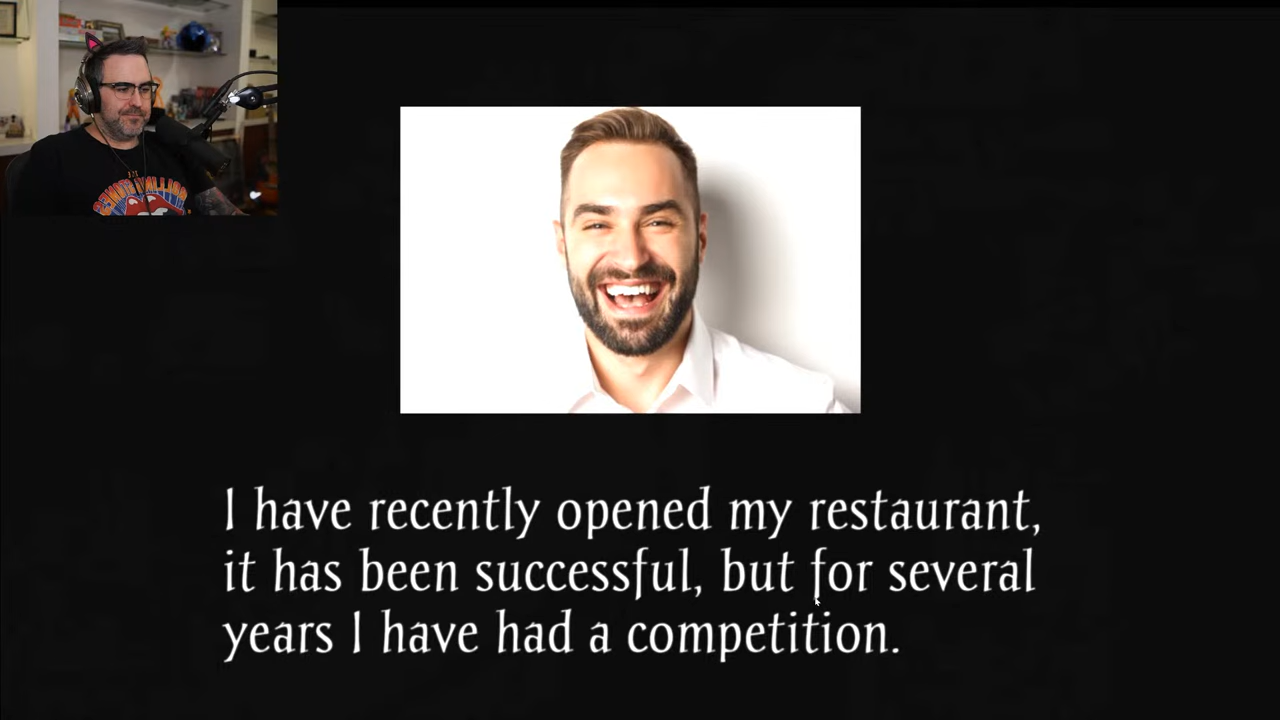 I have recently opened my restaurant,
it has been successful, but for several
years I have had a competition.